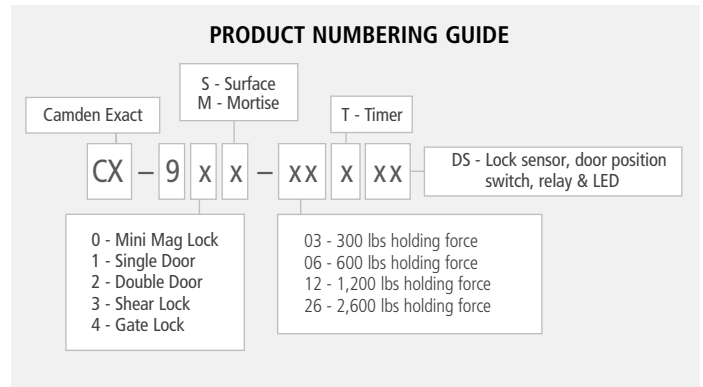 PRODUCT NUMBERING GUIDE
S - Surface
M - Mortise
Camden Exact
T - Timer
CX – 9 x x – xx x xx
DS - Lock sensor, door position
switch, relay & LED
0 - Mini Mag Lock
1 - Single Door
2 - Double Door
3 - Shear Lock
4 - Gate Lock
03 - 300 lbs holding force
06 - 600 lbs holding force
12 - 1,200 lbs holding force
26 - 2,600 lbs holding force